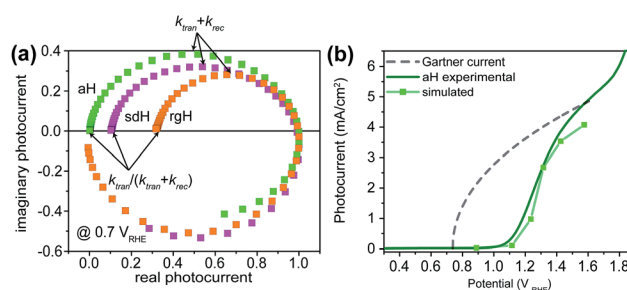 (a)
k_tran+k_rec
imaginary photocurrent
0.4
0.2
0.0
-0.2
-0.4
-0.6
aH
sdH
rgH
k_tran/(k_tran+k_rec)
@ 0.7 V_RHE
0.0 0.2 0.4 0.6 0.8 1.0
real photocurrent
(b)
Photocurrent (mA/cm²)
6
5
4
3
2
1
0
Gartner current
aH experimental
simulated
0.4 0.6 0.8 1.0 1.2 1.4 1.6 1.8
Potential (V_RHE)